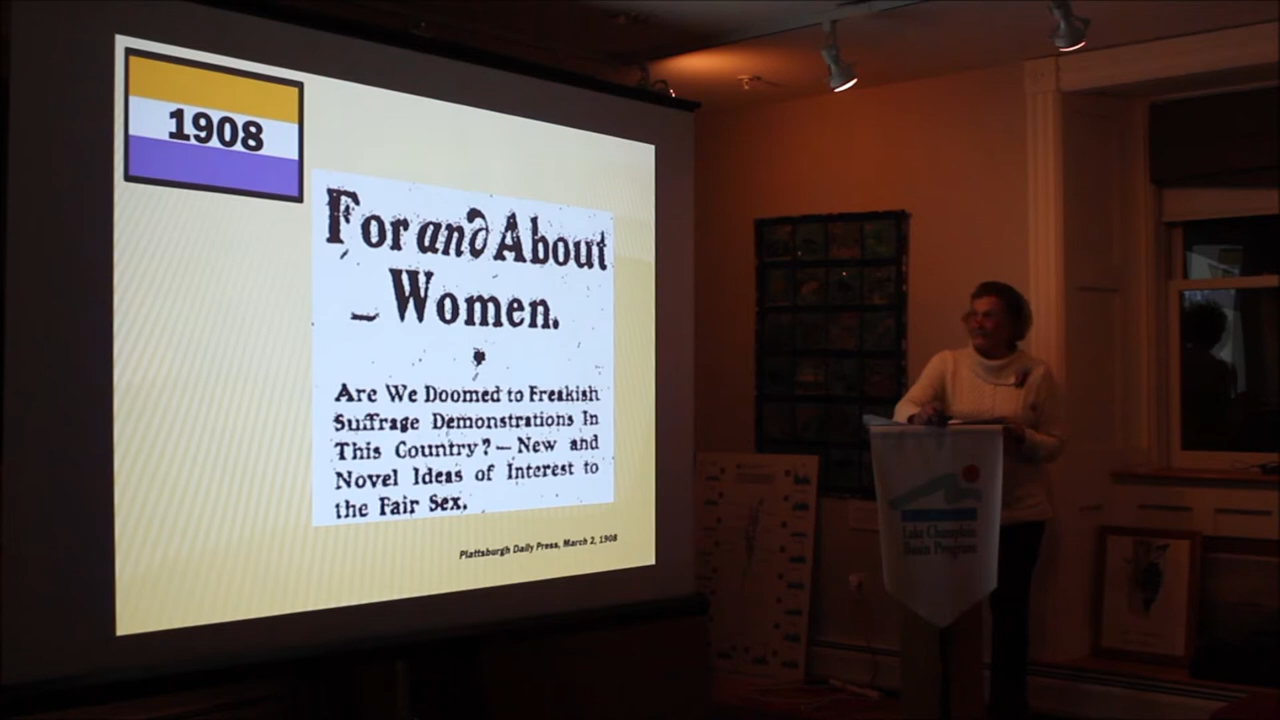 1908
For and About
Women.
Are We Doomed to Freakish
Suffrage Demonstrations In
This Country? — New and
Novel Ideas of Interest to
the Fair Sex.
Plattsburgh Daily Press, March 2, 1908
Lake Champlain
Basin Program